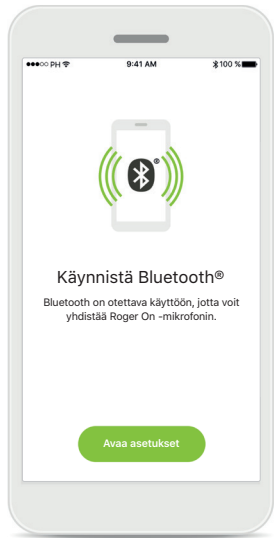 ●●●○○ PH 9:41 AM 100 %
®
Käynnistä Bluetooth®
Bluetooth on otettava käyttöön, jotta voit
yhdistää Roger On -mikrofonin.
Avaa asetukset